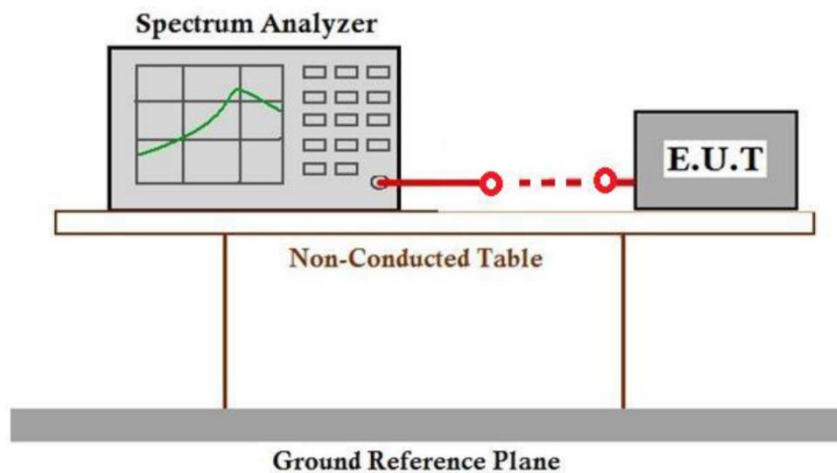 Spectrum Analyzer
E.U.T
Non-Conducted Table
Ground Reference Plane